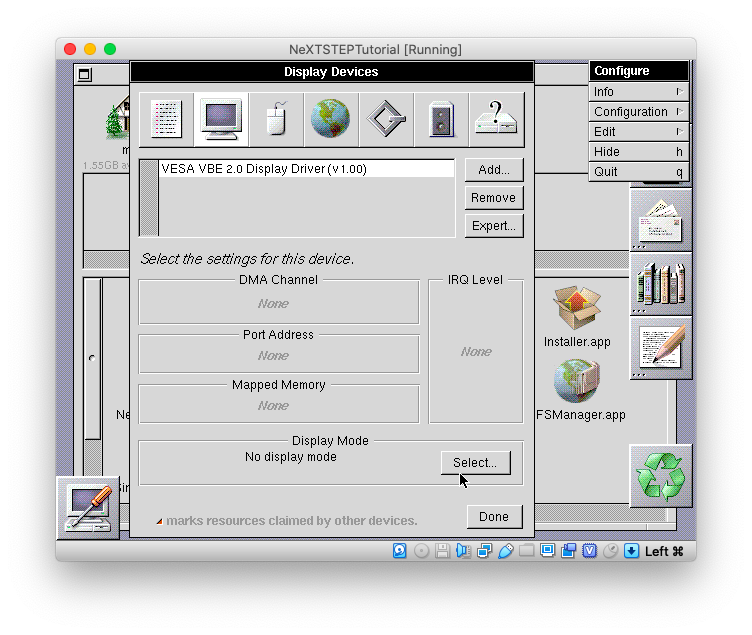 NeXTSTEPTutorial [Running]
Display Devices
Configure
Info
Configuration
Edit
Hide h
Quit q
m
1.55GB av
VESA VBE 2.0 Display Driver (v1.00)
Add...
Remove
Expert...
Select the settings for this device.
DMA Channel
None
IRQ Level
None
Port Address
None
Mapped Memory
None
Installer.app
Ne
FSManager.app
Display Mode
No display mode
Select...
Done
marks resources claimed by other devices.
Left ⌘